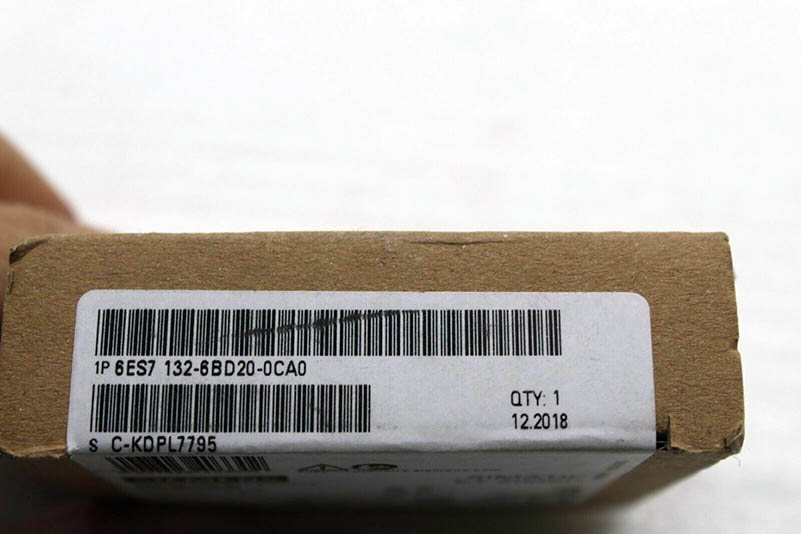 1P 6ES7 132-6BD20-0CA0
QTY: 1
12.2018
S C-KDPL7795